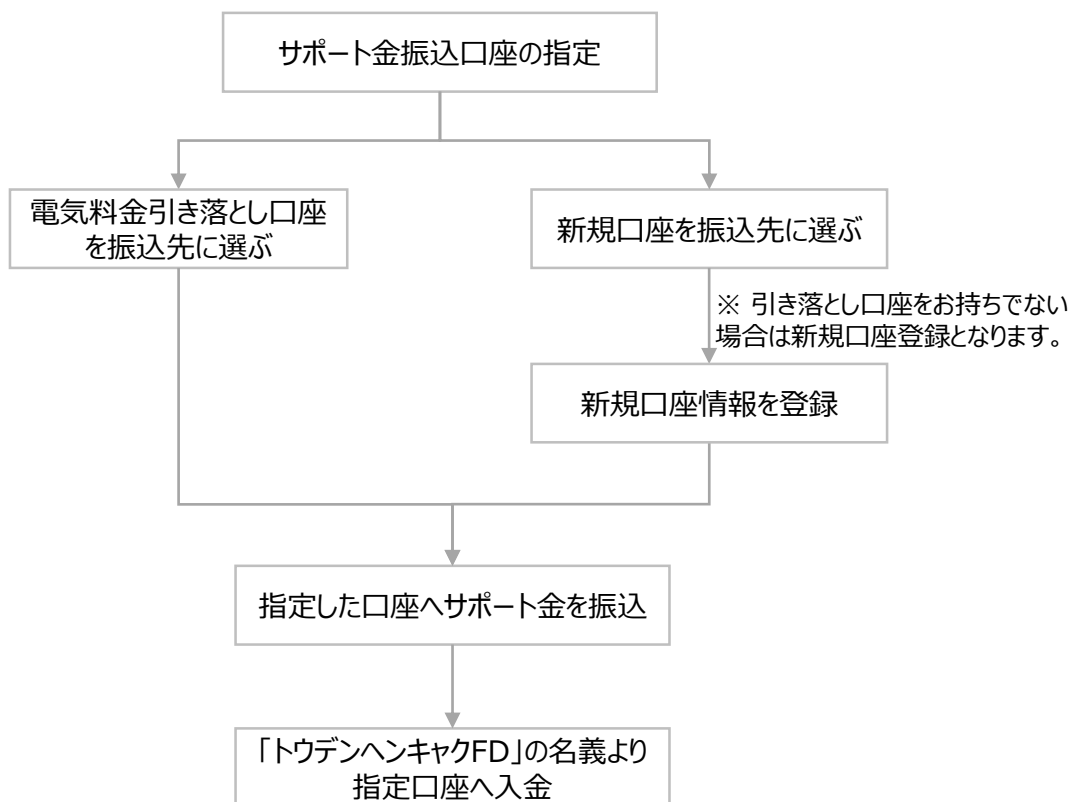 サポート金振込口座の指定
電気料金引き落とし口座
を振込先に選ぶ
新規口座を振込先に選ぶ
※ 引き落とし口座をお持ちでない
場合は新規口座登録となります。
新規口座情報を登録
指定した口座へサポート金を振込
「トウデンヘンキャクFD」の名義より
指定口座へ入金